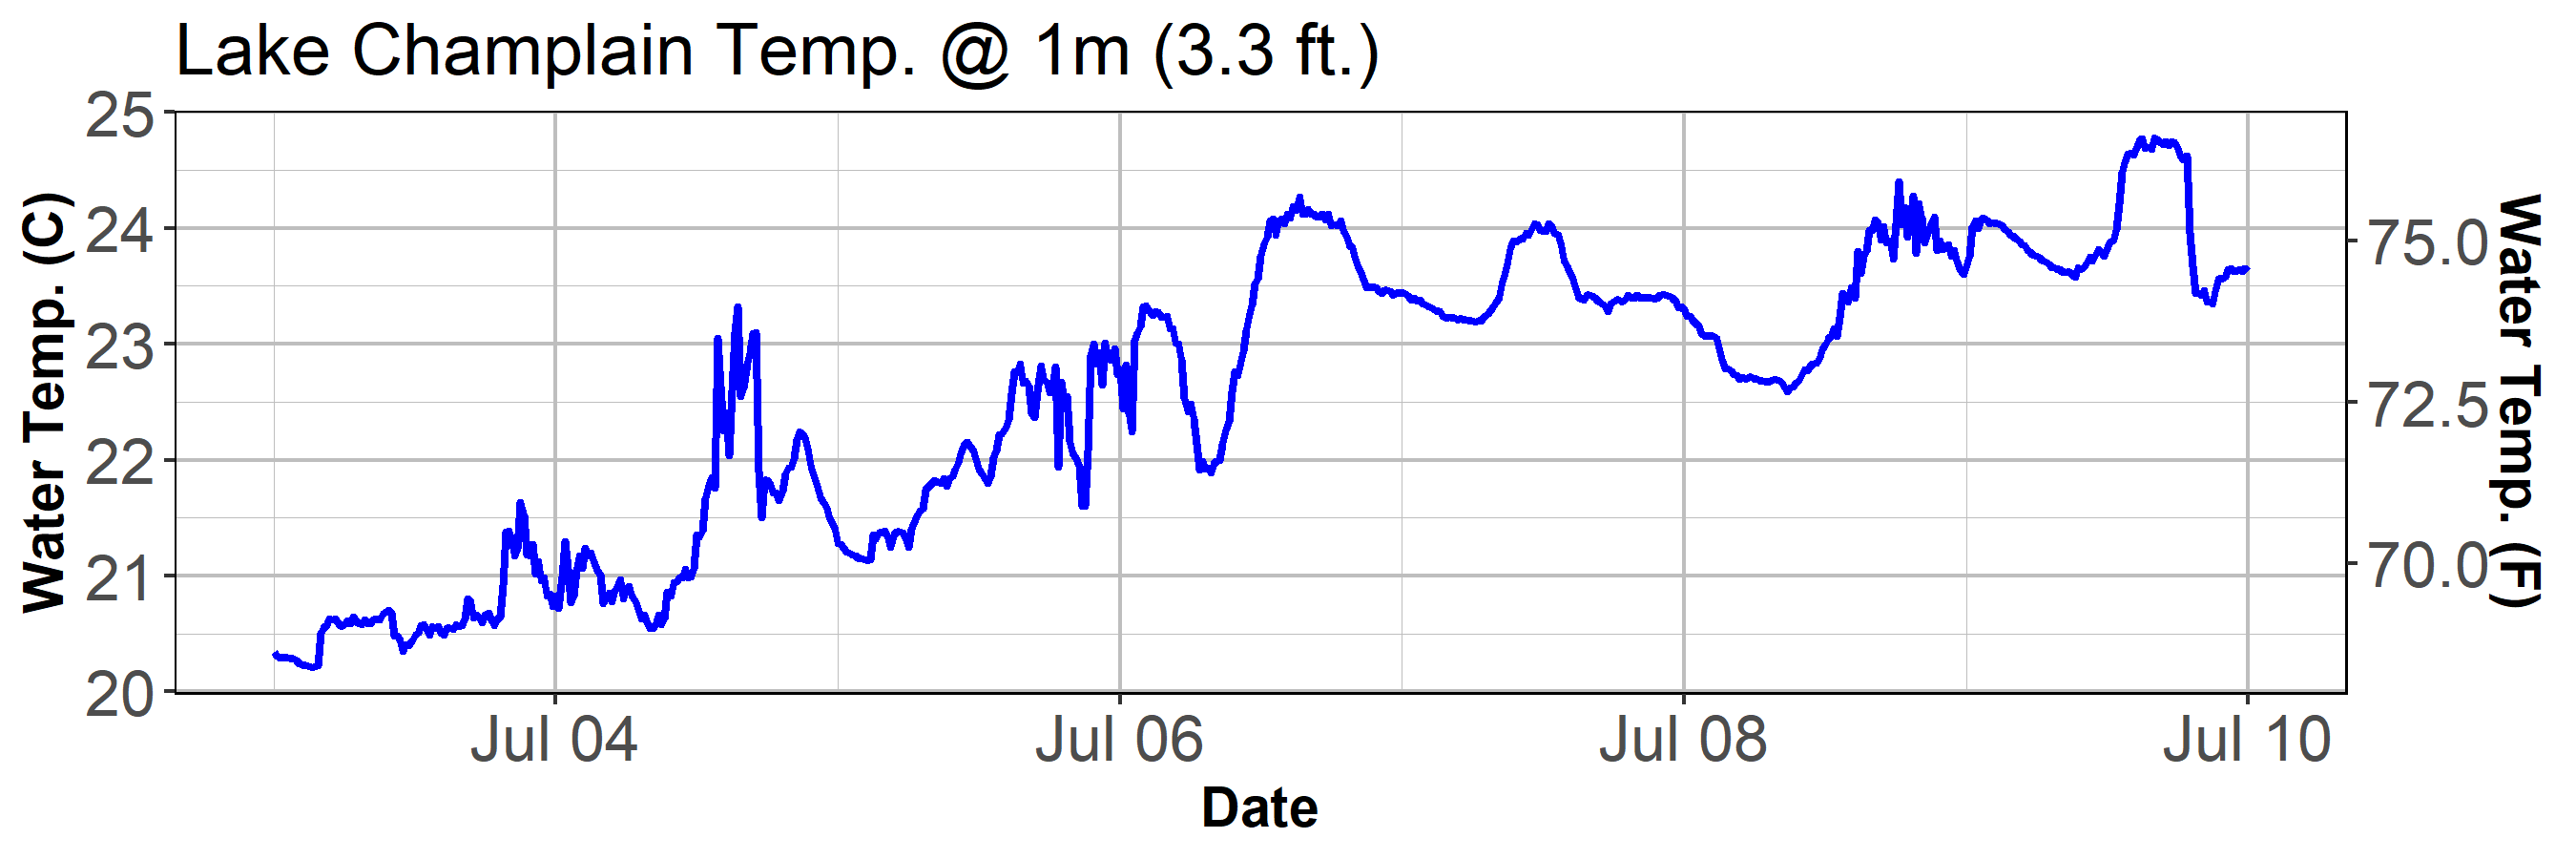 Lake Champlain Temp. @ 1m (3.3 ft.)
Water Temp. (C)
25
24
23
22
21
20
75.0
72.5
70.0
Water Temp. (F)
Jul 04 Jul 06 Jul 08 Jul 10
Date